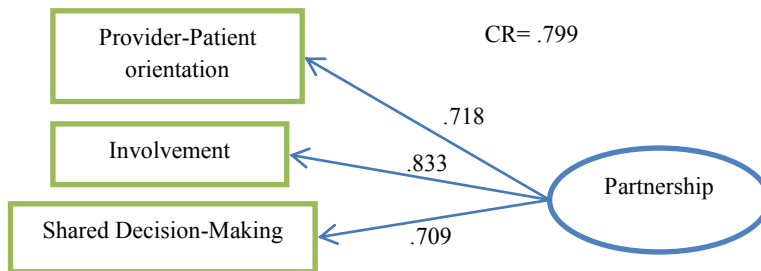 Provider-Patient
orientation
CR= .799
.718
Involvement
.833
Partnership
Shared Decision-Making
.709